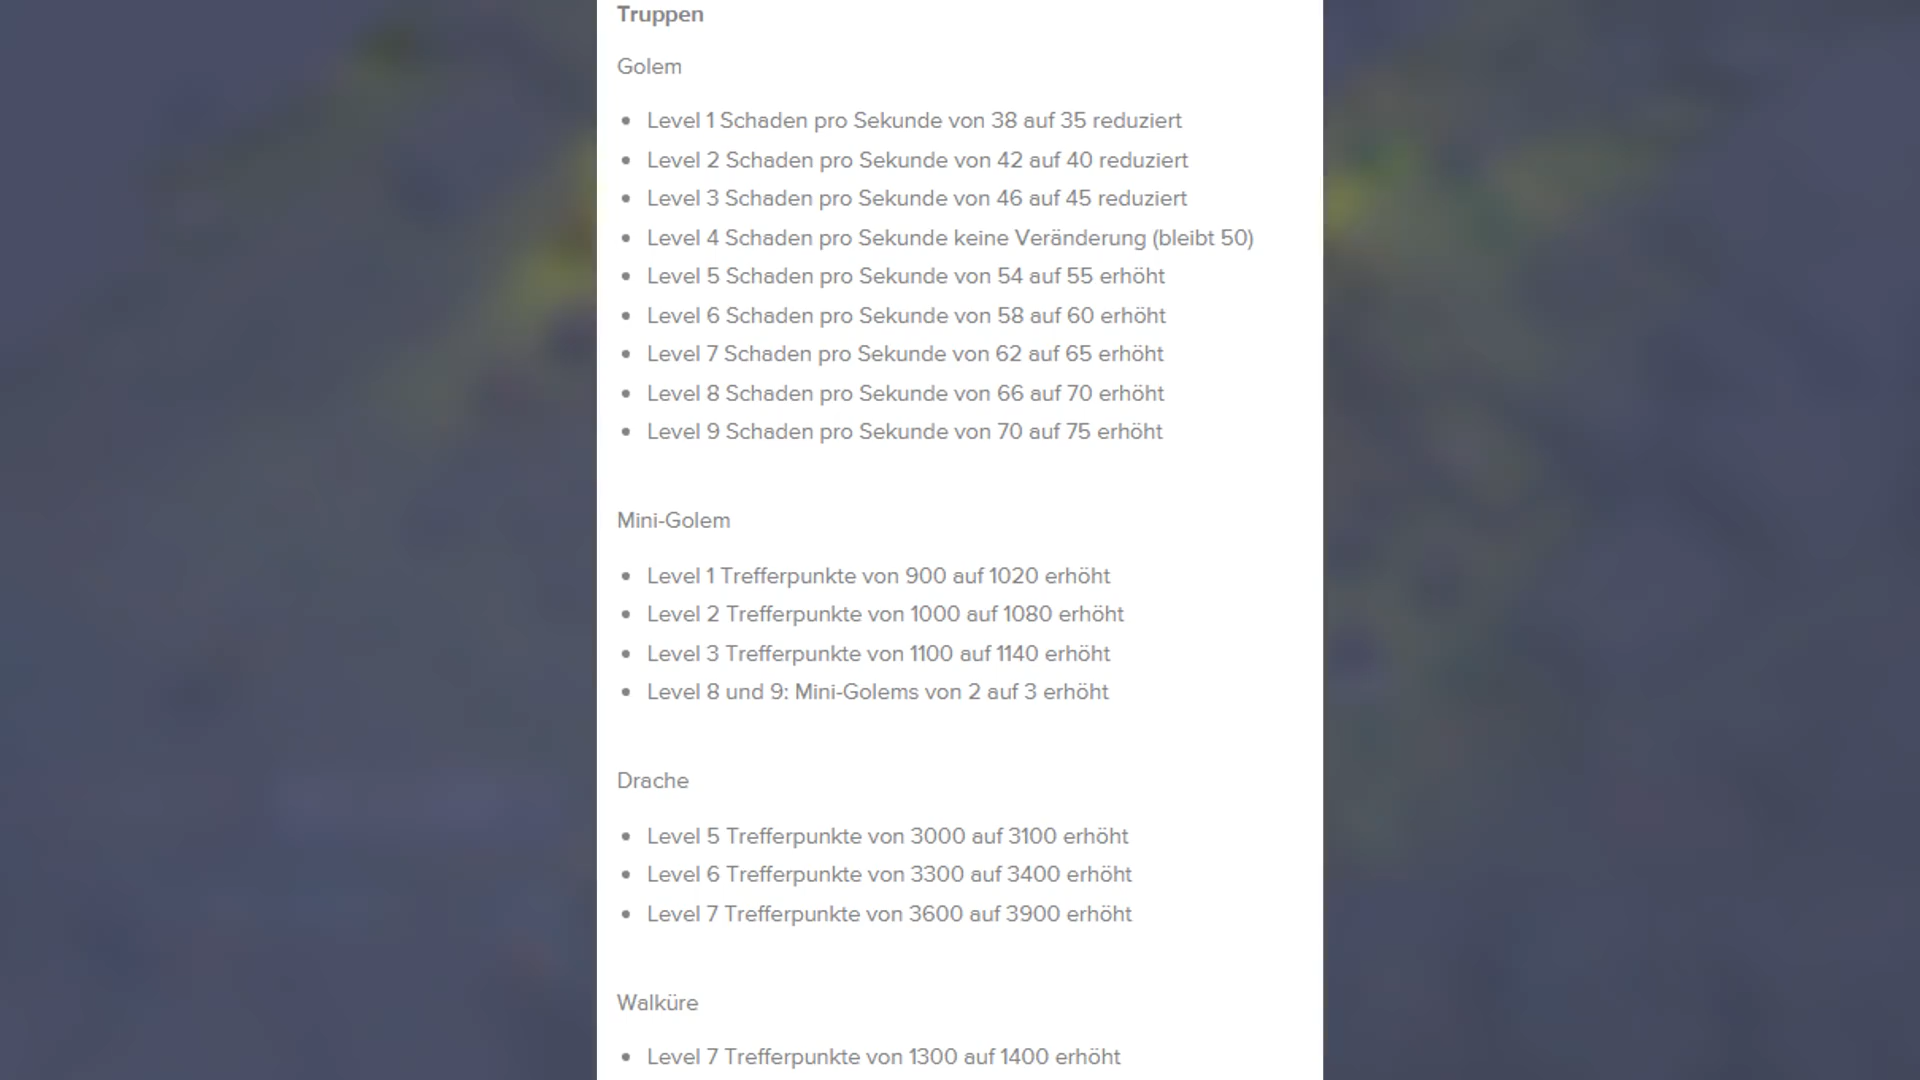 Truppen
Golem
• Level 1 Schaden pro Sekunde von 38 auf 35 reduziert
• Level 2 Schaden pro Sekunde von 42 auf 40 reduziert
• Level 3 Schaden pro Sekunde von 46 auf 45 reduziert
• Level 4 Schaden pro Sekunde keine Veränderung (bleibt 50)
• Level 5 Schaden pro Sekunde von 54 auf 55 erhöht
• Level 6 Schaden pro Sekunde von 58 auf 60 erhöht
• Level 7 Schaden pro Sekunde von 62 auf 65 erhöht
• Level 8 Schaden pro Sekunde von 66 auf 70 erhöht
• Level 9 Schaden pro Sekunde von 70 auf 75 erhöht
Mini-Golem
• Level 1 Trefferpunkte von 900 auf 1020 erhöht
• Level 2 Trefferpunkte von 1000 auf 1080 erhöht
• Level 3 Trefferpunkte von 1100 auf 1140 erhöht
• Level 8 und 9: Mini-Golems von 2 auf 3 erhöht
Drache
• Level 5 Trefferpunkte von 3000 auf 3100 erhöht
• Level 6 Trefferpunkte von 3300 auf 3400 erhöht
• Level 7 Trefferpunkte von 3600 auf 3900 erhöht
Walküre
• Level 7 Trefferpunkte von 1300 auf 1400 erhöht